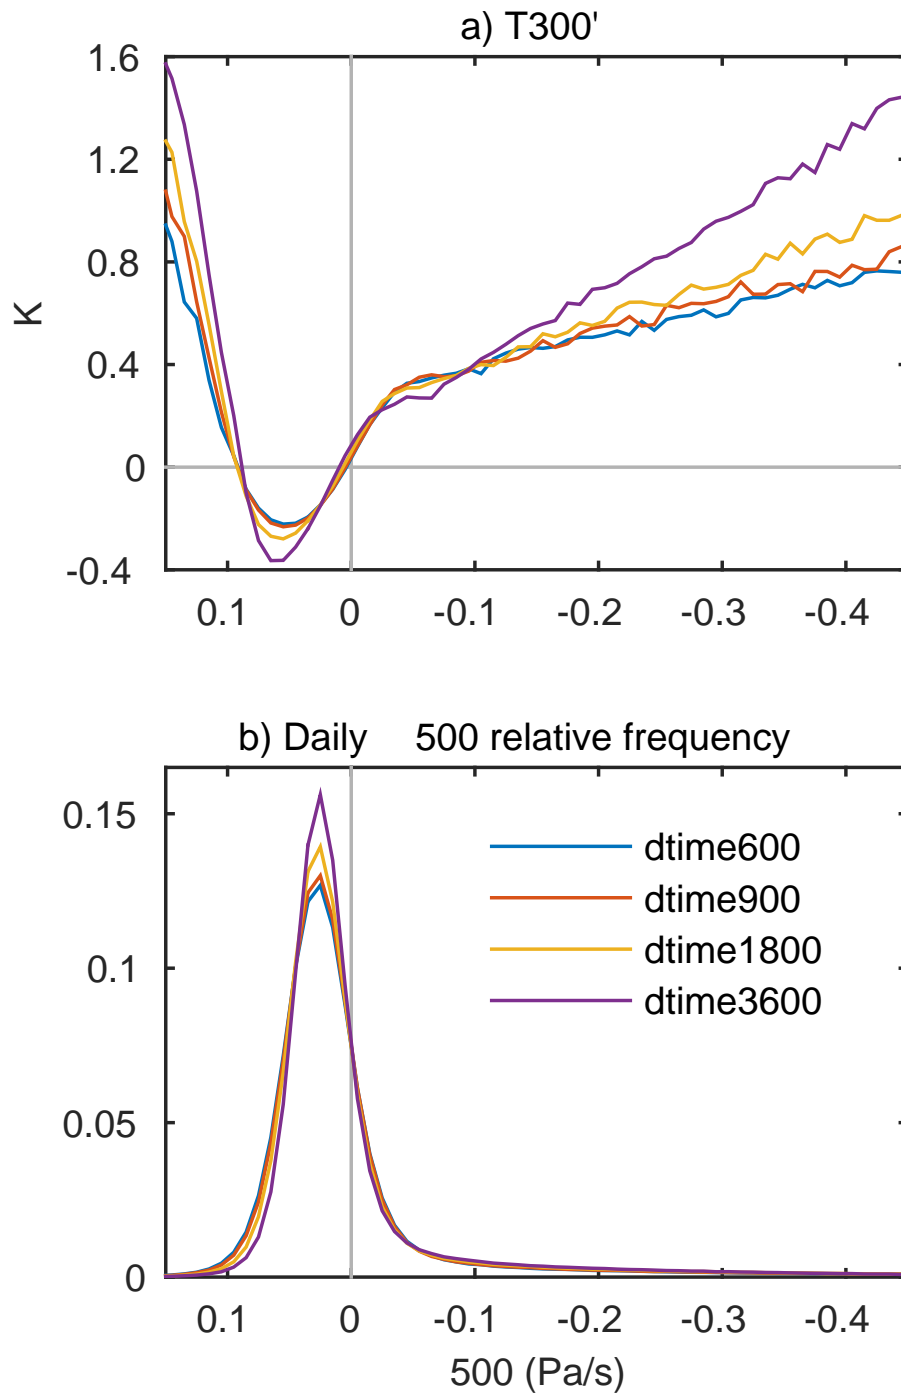 a) T300'
1.6
1.2
0.8
0.4
0
-0.4
K
0.1 0 -0.1 -0.2 -0.3 -0.4
b) Daily 500 relative frequency
0.15
0.1
0.05
0
dtime600
dtime900
dtime1800
dtime3600
0.1 0 -0.1 -0.2 -0.3 -0.4
500 (Pa/s)